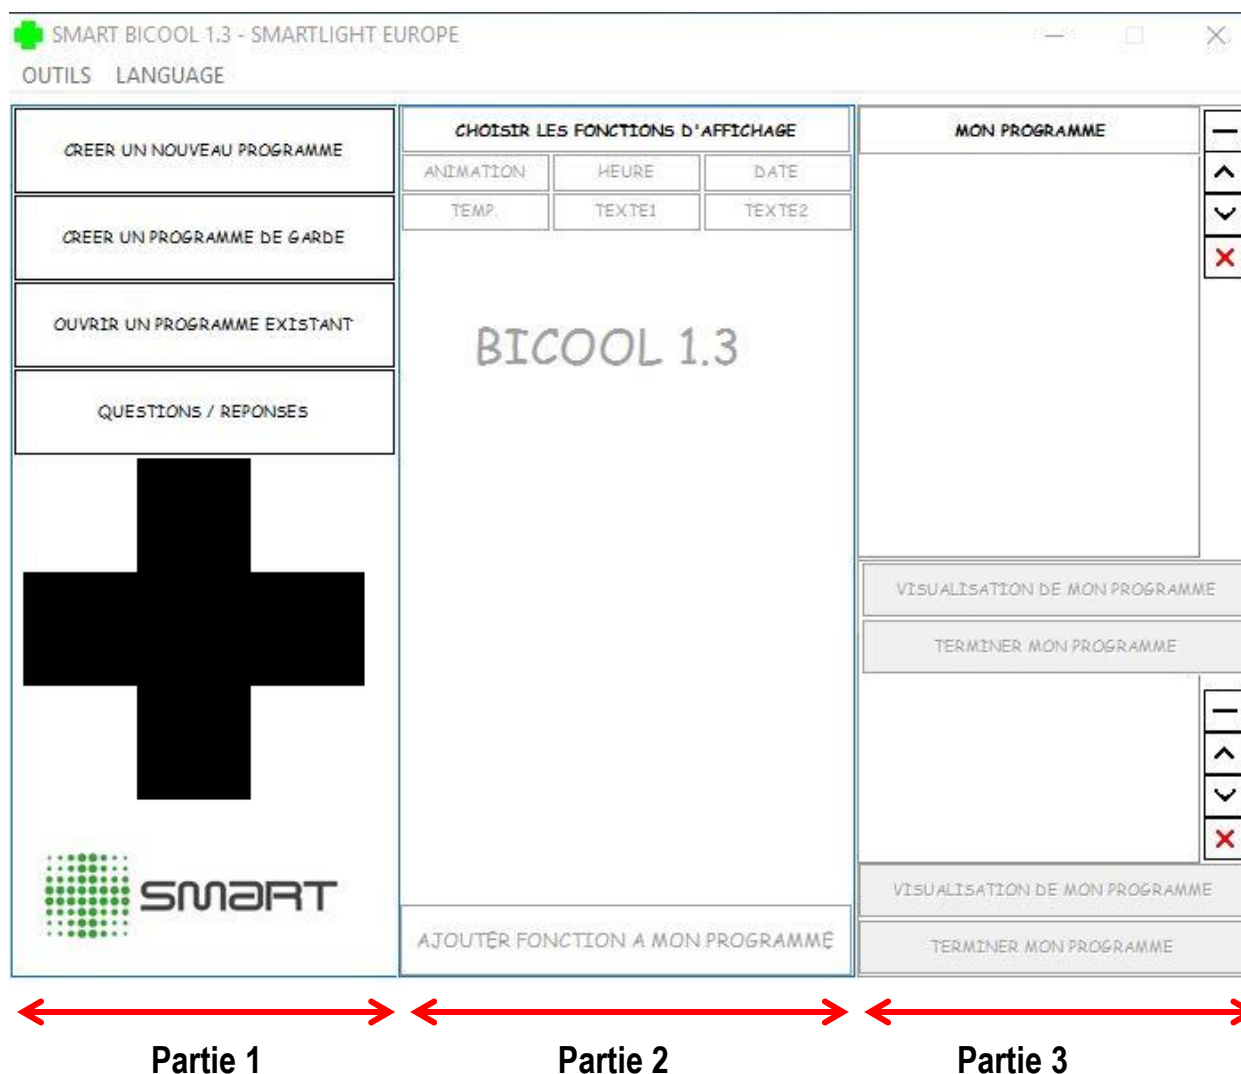 SMART BICOOL 1.3 - SMARTLIGHT EUROPE
OUTILS LANGUAGE
CREER UN NOUVEAU PROGRAMME
CREER UN PROGRAMME DE GARDE
OUVRIR UN PROGRAMME EXISTANT
QUESTIONS / REPONSES
SMART
CHOISIR LES FONCTIONS D'AFFICHAGE
ANIMATION HEURE DATE
TEMP. TEXTE1 TEXTE2
BICOOL 1.3
AJOUTER FONCTION A MON PROGRAMME
MON PROGRAMME
VISUALISATION DE MON PROGRAMME
TERMINER MON PROGRAMME
VISUALISATION DE MON PROGRAMME
TERMINER MON PROGRAMME
Partie 1 Partie 2 Partie 3